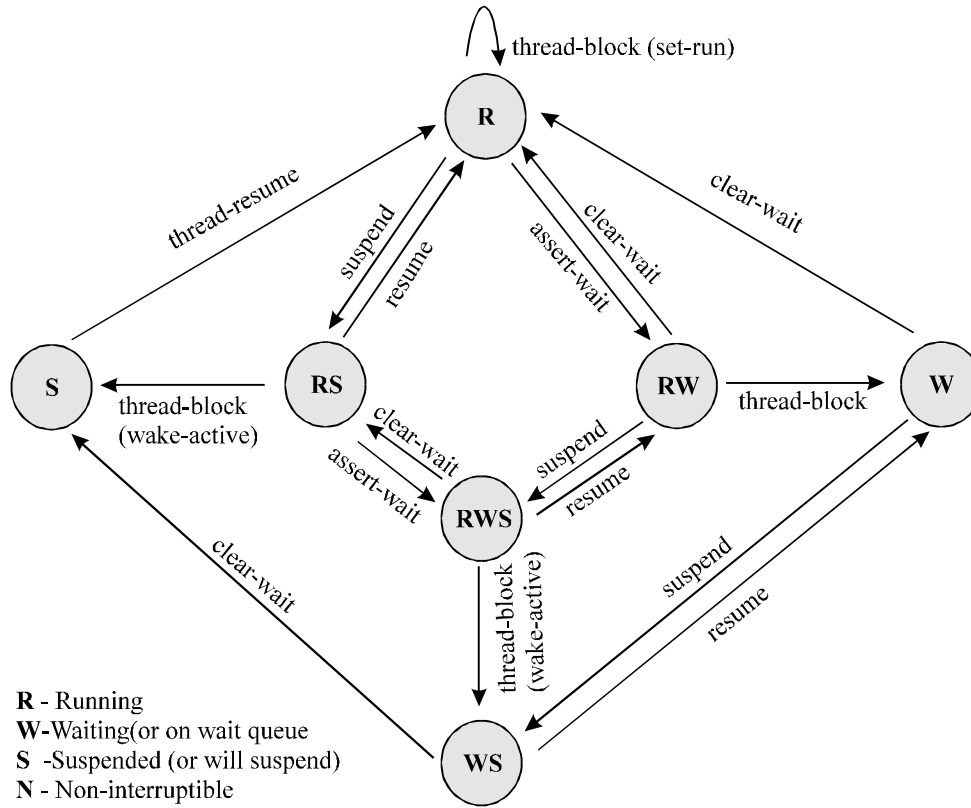 thread-block (set-run)
R
thread-resume
suspend
resume
assert-wait
clear-wait
clear-wait
S
RS
RW
W
thread-block
(wake-active)
thread-block
clear-wait
assert-wait
suspend
resume
RWS
clear-wait
thread-block
(wake-active)
suspend
resume
WS
R - Running
W-Waiting(or on wait queue
S -Suspended (or will suspend)
N - Non-interruptible